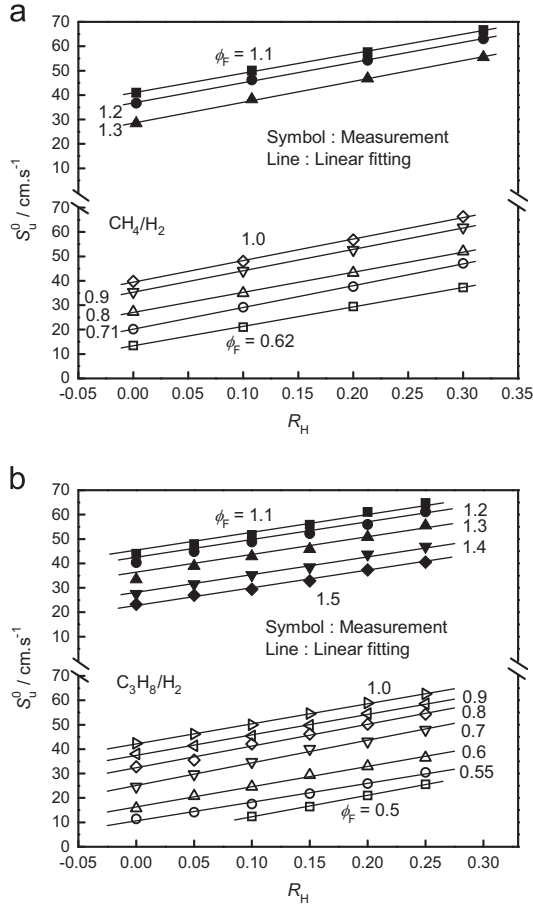 a
70
60
50
40
30
20
10
ϕF = 1.1
1.2
1.3
Symbol : Measurement
Line : Linear fitting
Su0 / cm.s-1
70
60
50
40
30
20
10
0
CH4/H2
1.0
0.9
0.8
0.71
ϕF = 0.62
-0.05 0.00 0.05 0.10 0.15 0.20 0.25 0.30 0.35
RH
b
70
60
50
40
30
20
10
ϕF = 1.1
1.2
1.3
1.4
1.5
Symbol : Measurement
Line : Linear fitting
Su0 / cm.s-1
70
60
50
40
30
20
10
0
C3H8/H2
1.0
0.9
0.8
0.7
0.6
0.55
ϕF = 0.5
-0.05 0.00 0.05 0.10 0.15 0.20 0.25 0.30
RH